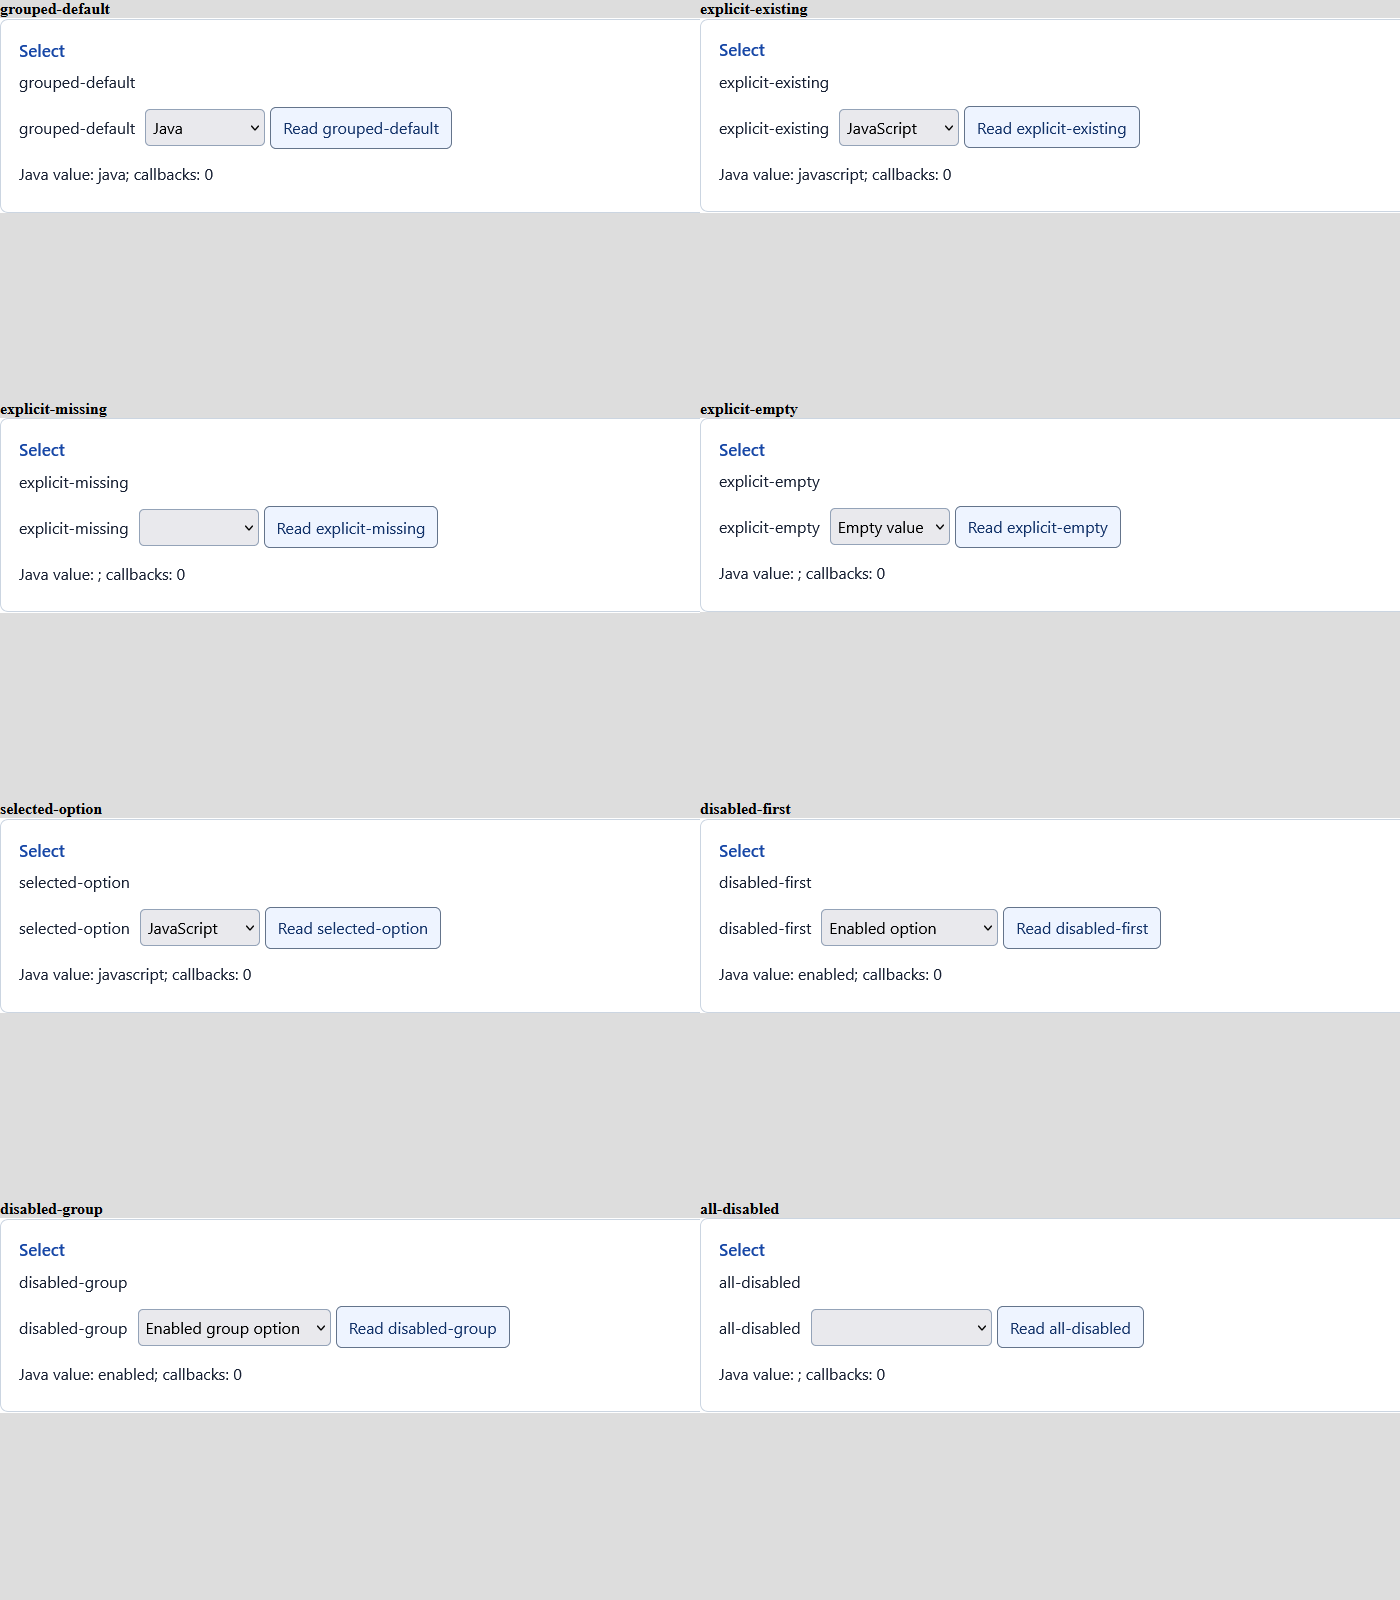 grouped-default
Select
grouped-default
grouped-default Java Read grouped-default
Java value: java; callbacks: 0
explicit-existing
Select
explicit-existing
explicit-existing JavaScript Read explicit-existing
Java value: javascript; callbacks: 0
explicit-missing
Select
explicit-missing
explicit-missing Read explicit-missing
Java value: ; callbacks: 0
explicit-empty
Select
explicit-empty
explicit-empty Empty value Read explicit-empty
Java value: ; callbacks: 0
selected-option
Select
selected-option
selected-option JavaScript Read selected-option
Java value: javascript; callbacks: 0
disabled-first
Select
disabled-first
disabled-first Enabled option Read disabled-first
Java value: enabled; callbacks: 0
disabled-group
Select
disabled-group
disabled-group Enabled group option Read disabled-group
Java value: enabled; callbacks: 0
all-disabled
Select
all-disabled
all-disabled Read all-disabled
Java value: ; callbacks: 0